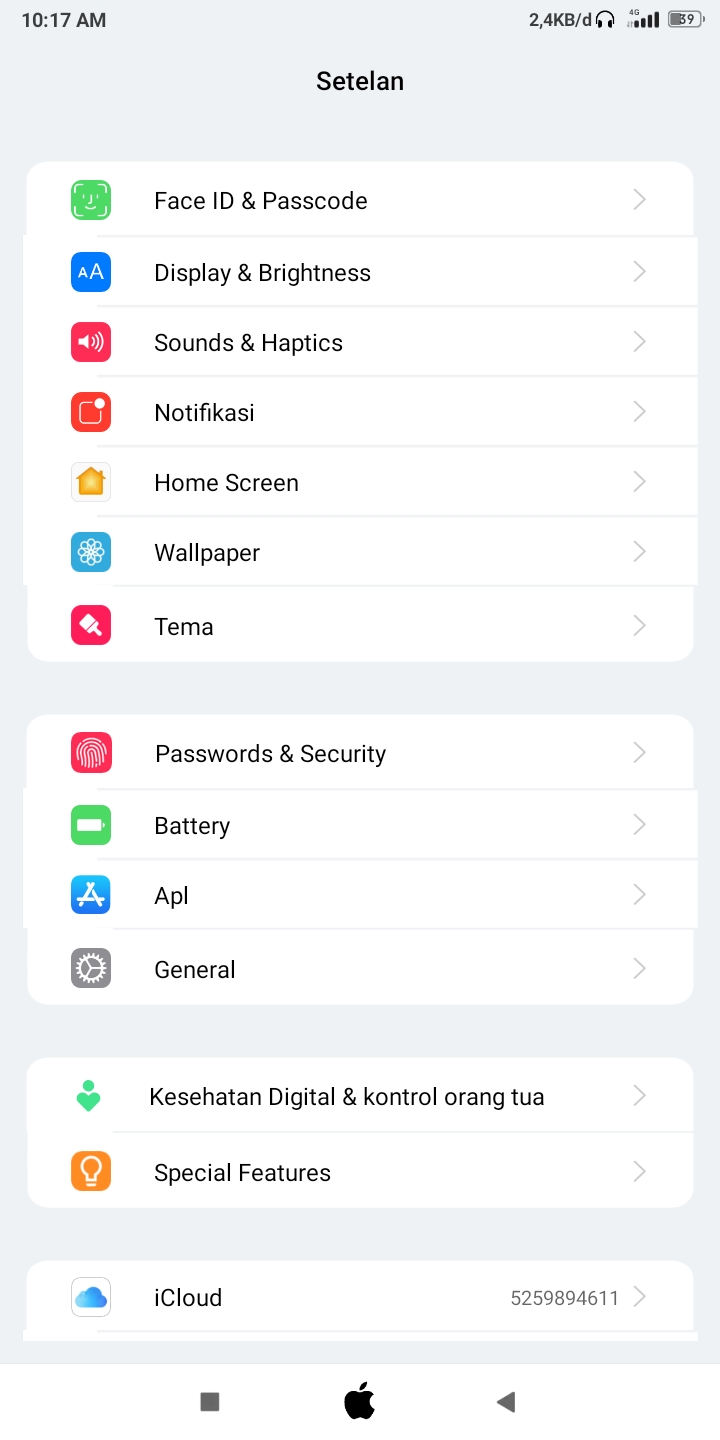 10:17 AM
2,4KB/d
4G
39
Setelan
Face ID & Passcode
AA
Display & Brightness
Sounds & Haptics
Notifikasi
Home Screen
Wallpaper
Tema
Passwords & Security
Battery
Apl
General
Kesehatan Digital & kontrol orang tua
Special Features
iCloud
5259894611